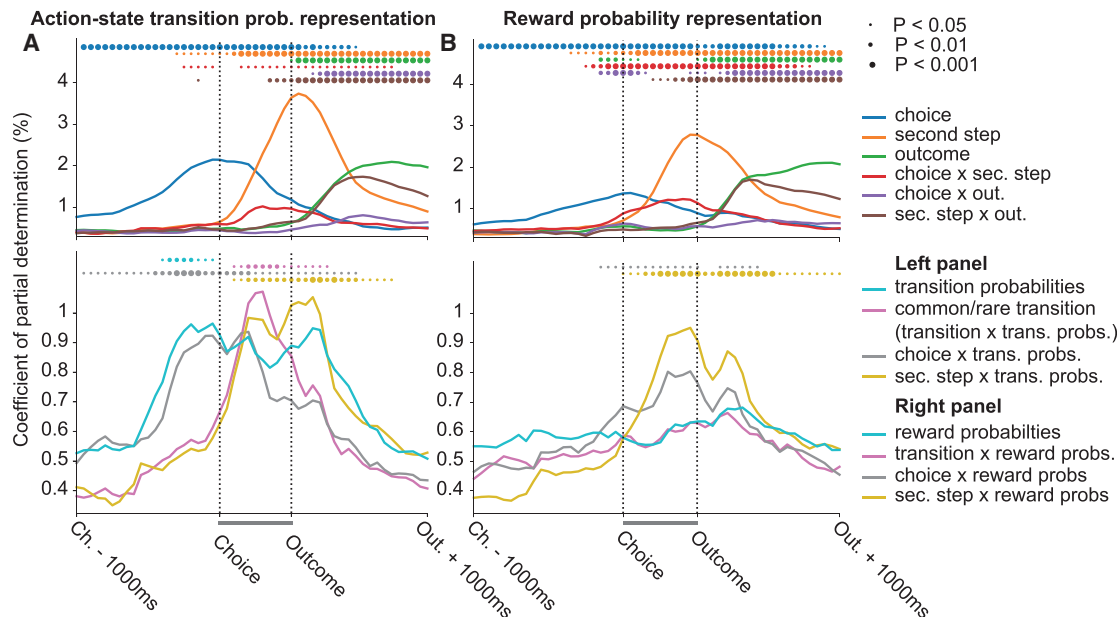 Action-state transition prob. representation
Reward probability representation
A
B
P < 0.05
P < 0.01
P < 0.001
4
3
2
1
4
3
2
1
choice
second step
outcome
choice x sec. step
choice x out.
sec. step x out.
Coefficient of partial determination (%)
1
0.9
0.8
0.7
0.6
0.5
0.4
1
0.9
0.8
0.7
0.6
0.5
0.4
Left panel
transition probabilities
common/rare transition
(transition x trans. probs.)
choice x trans. probs.
sec. step x trans. probs.
Right panel
reward probabilties
transition x reward probs.
choice x reward probs
sec. step x reward probs
Ch. - 1000ms
Choice
Outcome
Out. + 1000ms
Ch. - 1000ms
Choice
Outcome
Out. + 1000ms